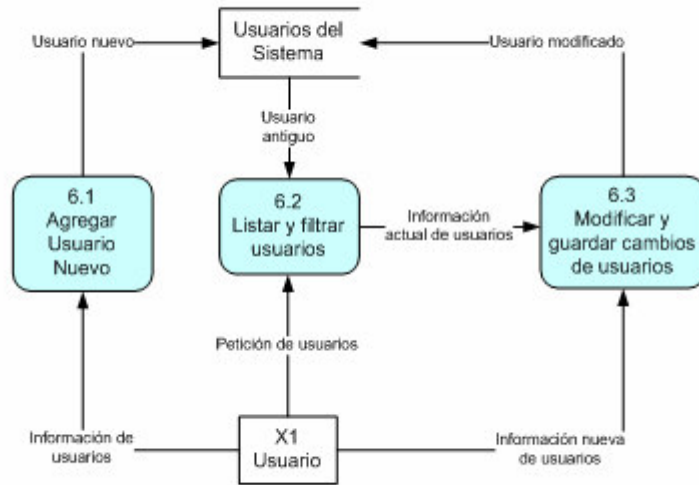 Usuario nuevo
Usuarios del
Sistema
Usuario modificado
Usuario
antiguo
6.1
Agregar
Usuario
Nuevo
6.2
Listar y filtrar
usuarios
Información
actual de usuarios
6.3
Modificar y
guardar cambios
de usuarios
Petición de usuarios
Información de
usuarios
X1
Usuario
Información nueva
de usuarios